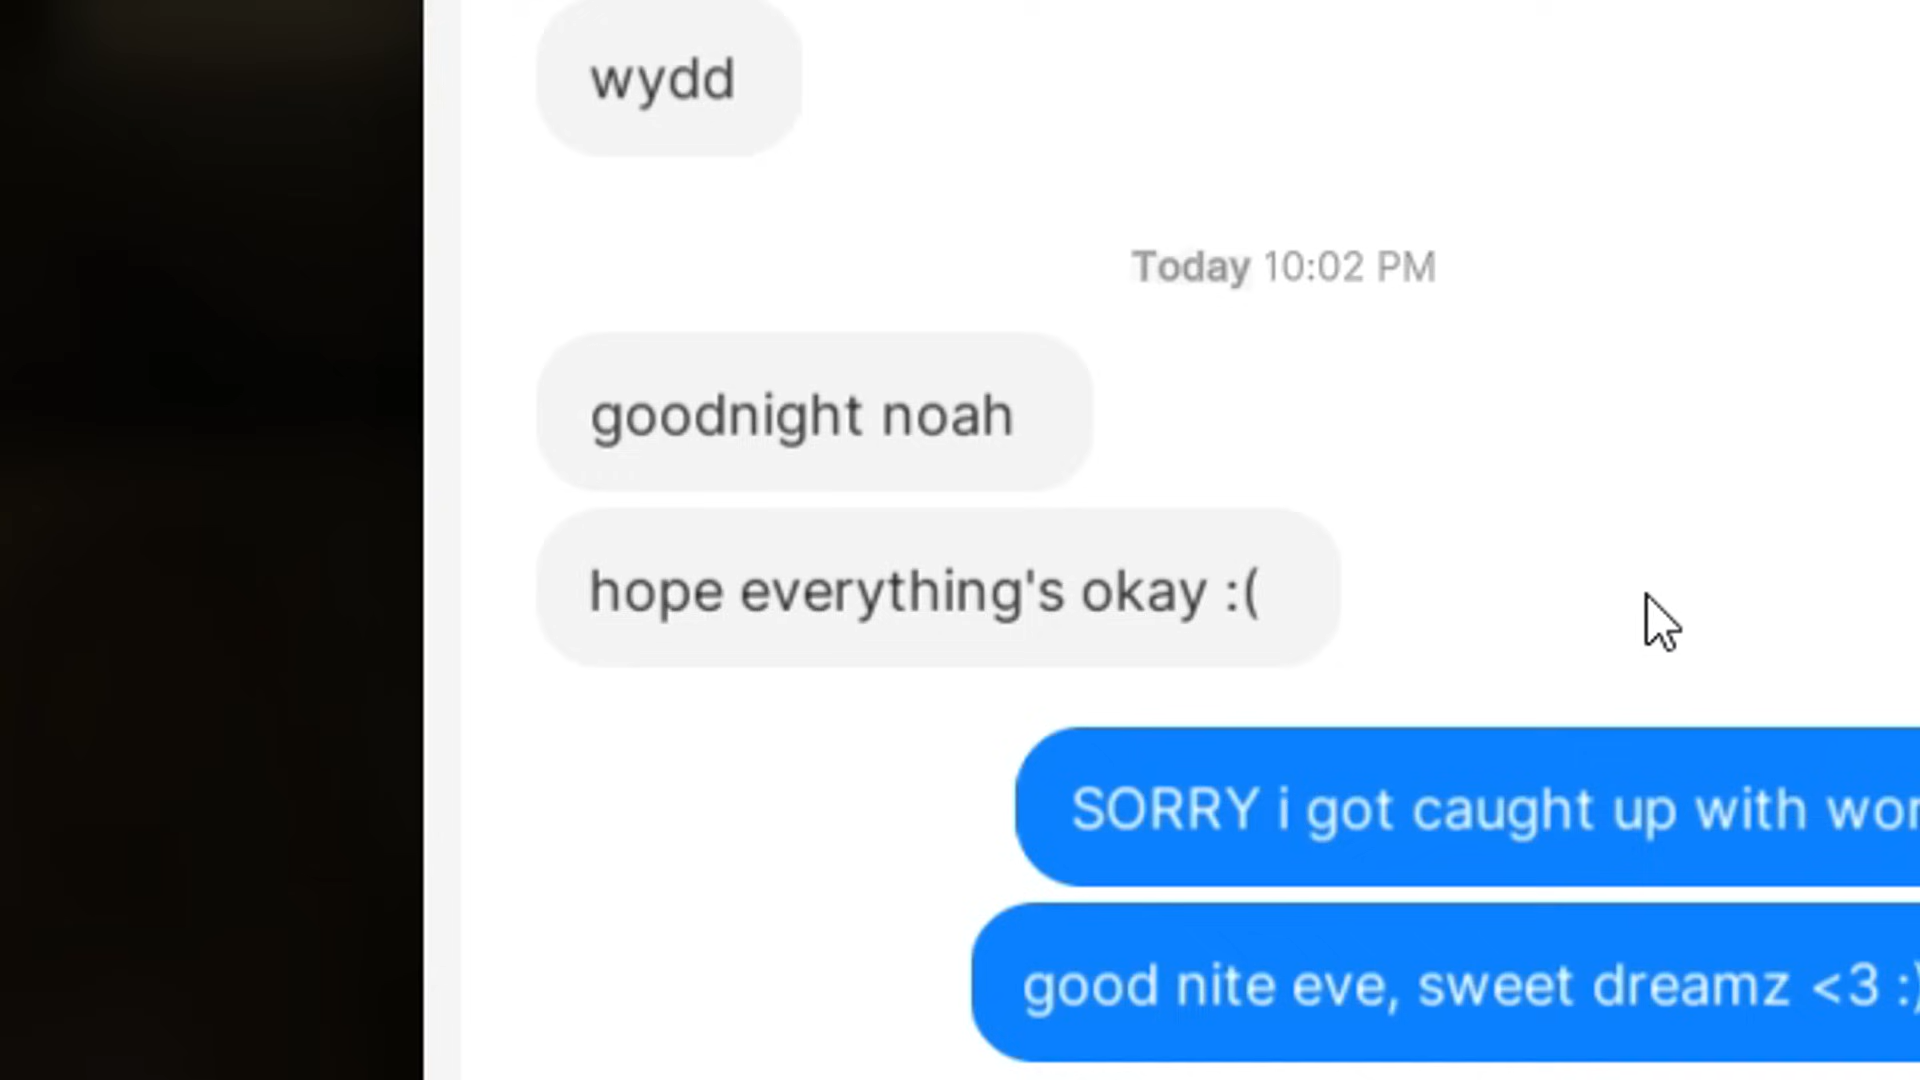 wydd
Today 10:02 PM
goodnight noah
hope everything's okay :(
SORRY i got caught up with
good nite eve, sweet dreamz <3 :)